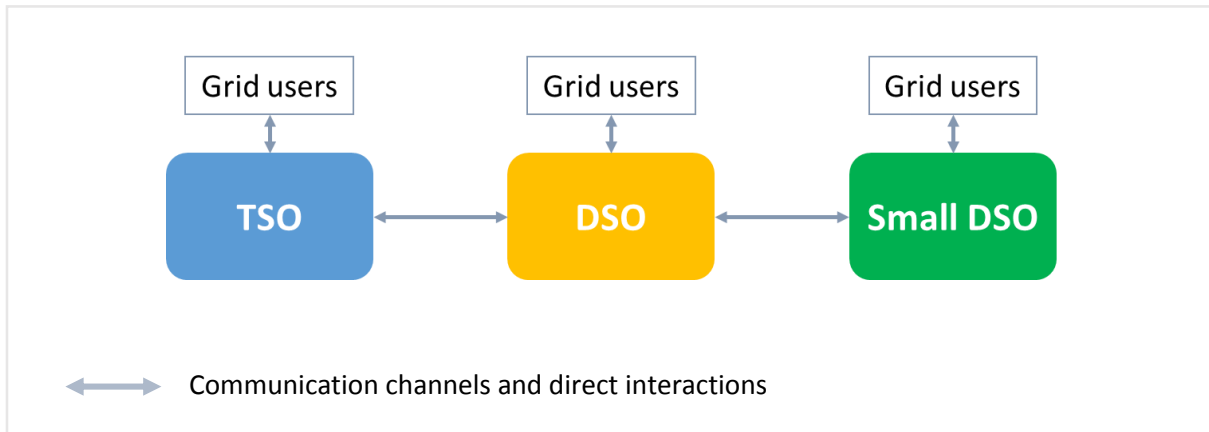 Grid users
Grid users
Grid users
TSO
DSO
Small DSO
Communication channels and direct interactions